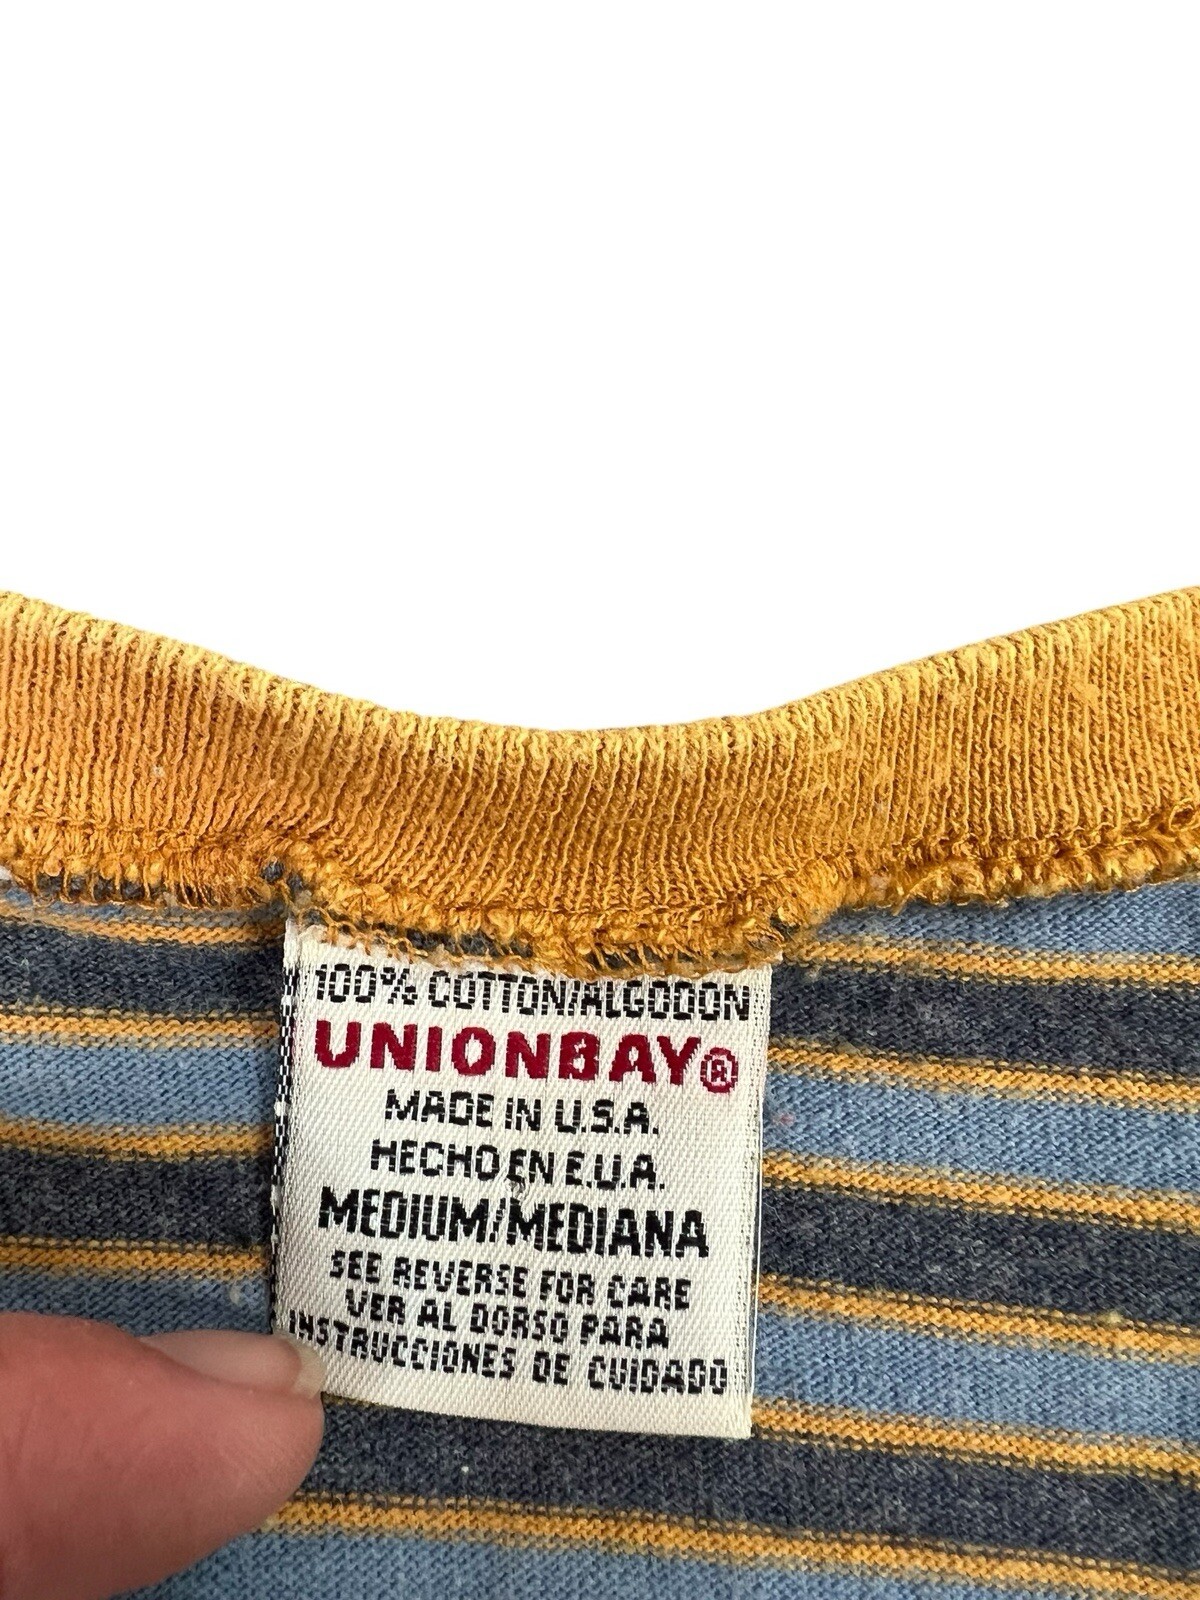 100% COTTON/ALGODON
UNIONBAY®
MADE IN U.S.A.
HECHO EN E.U.A.
MEDIUM/MEDIANA
SEE REVERSE FOR CARE
VER AL DORSO PARA
INSTRUCCIONES DE CUIDADO